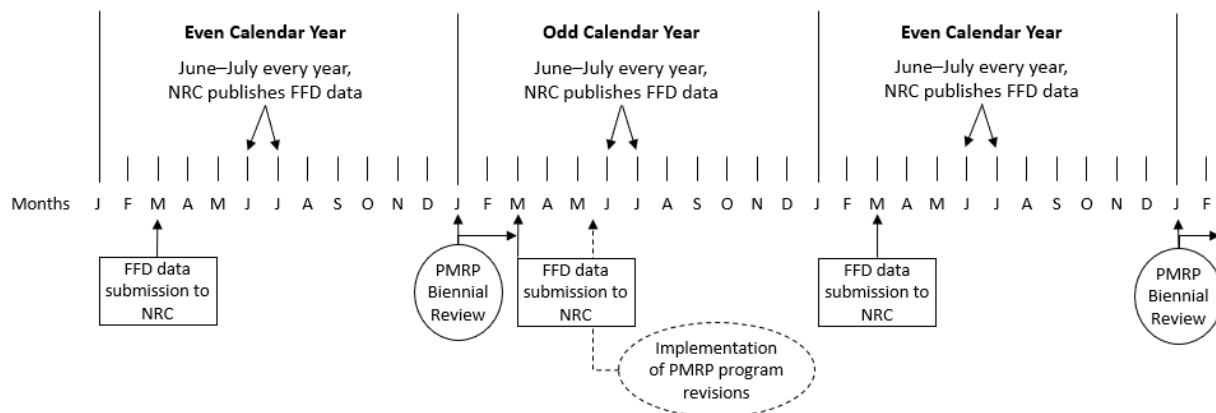 Even Calendar Year
Odd Calendar Year
Even Calendar Year
June–July every year,
NRC publishes FFD data
June–July every year,
NRC publishes FFD data
June–July every year,
NRC publishes FFD data
Months J F M A M J J A S O N D J F M A M J J A S O N D J F M A M J J A S O N D J F
FFD data
submission to
NRC
PMRP
Biennial
Review
FFD data
submission to
NRC
Implementation
of PMRP program
revisions
FFD data
submission to
NRC
PMRP
Biennial
Review